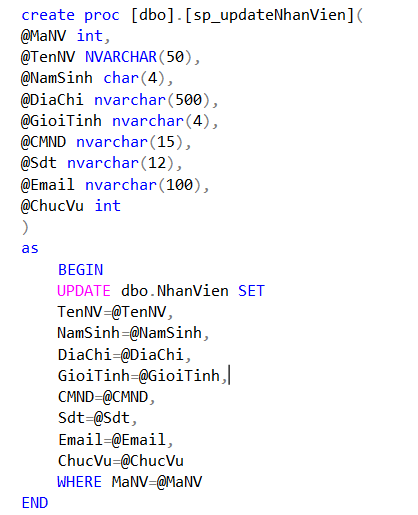 create proc [dbo].[sp_updateNhanVien](
@MaNV int,
@TenNV NVARCHAR(50),
@NamSinh char(4),
@DiaChi nvarchar(500),
@GioiTinh nvarchar(4),
@CMND nvarchar(15),
@Sdt nvarchar(12),
@Email nvarchar(100),
@ChucVu int
)
as
BEGIN
UPDATE dbo.NhanVien SET
TenNV=@TenNV,
NamSinh=@NamSinh,
DiaChi=@DiaChi,
GioiTinh=@GioiTinh,
CMND=@CMND,
Sdt=@Sdt,
Email=@Email,
ChucVu=@ChucVu
WHERE MaNV=@MaNV
END